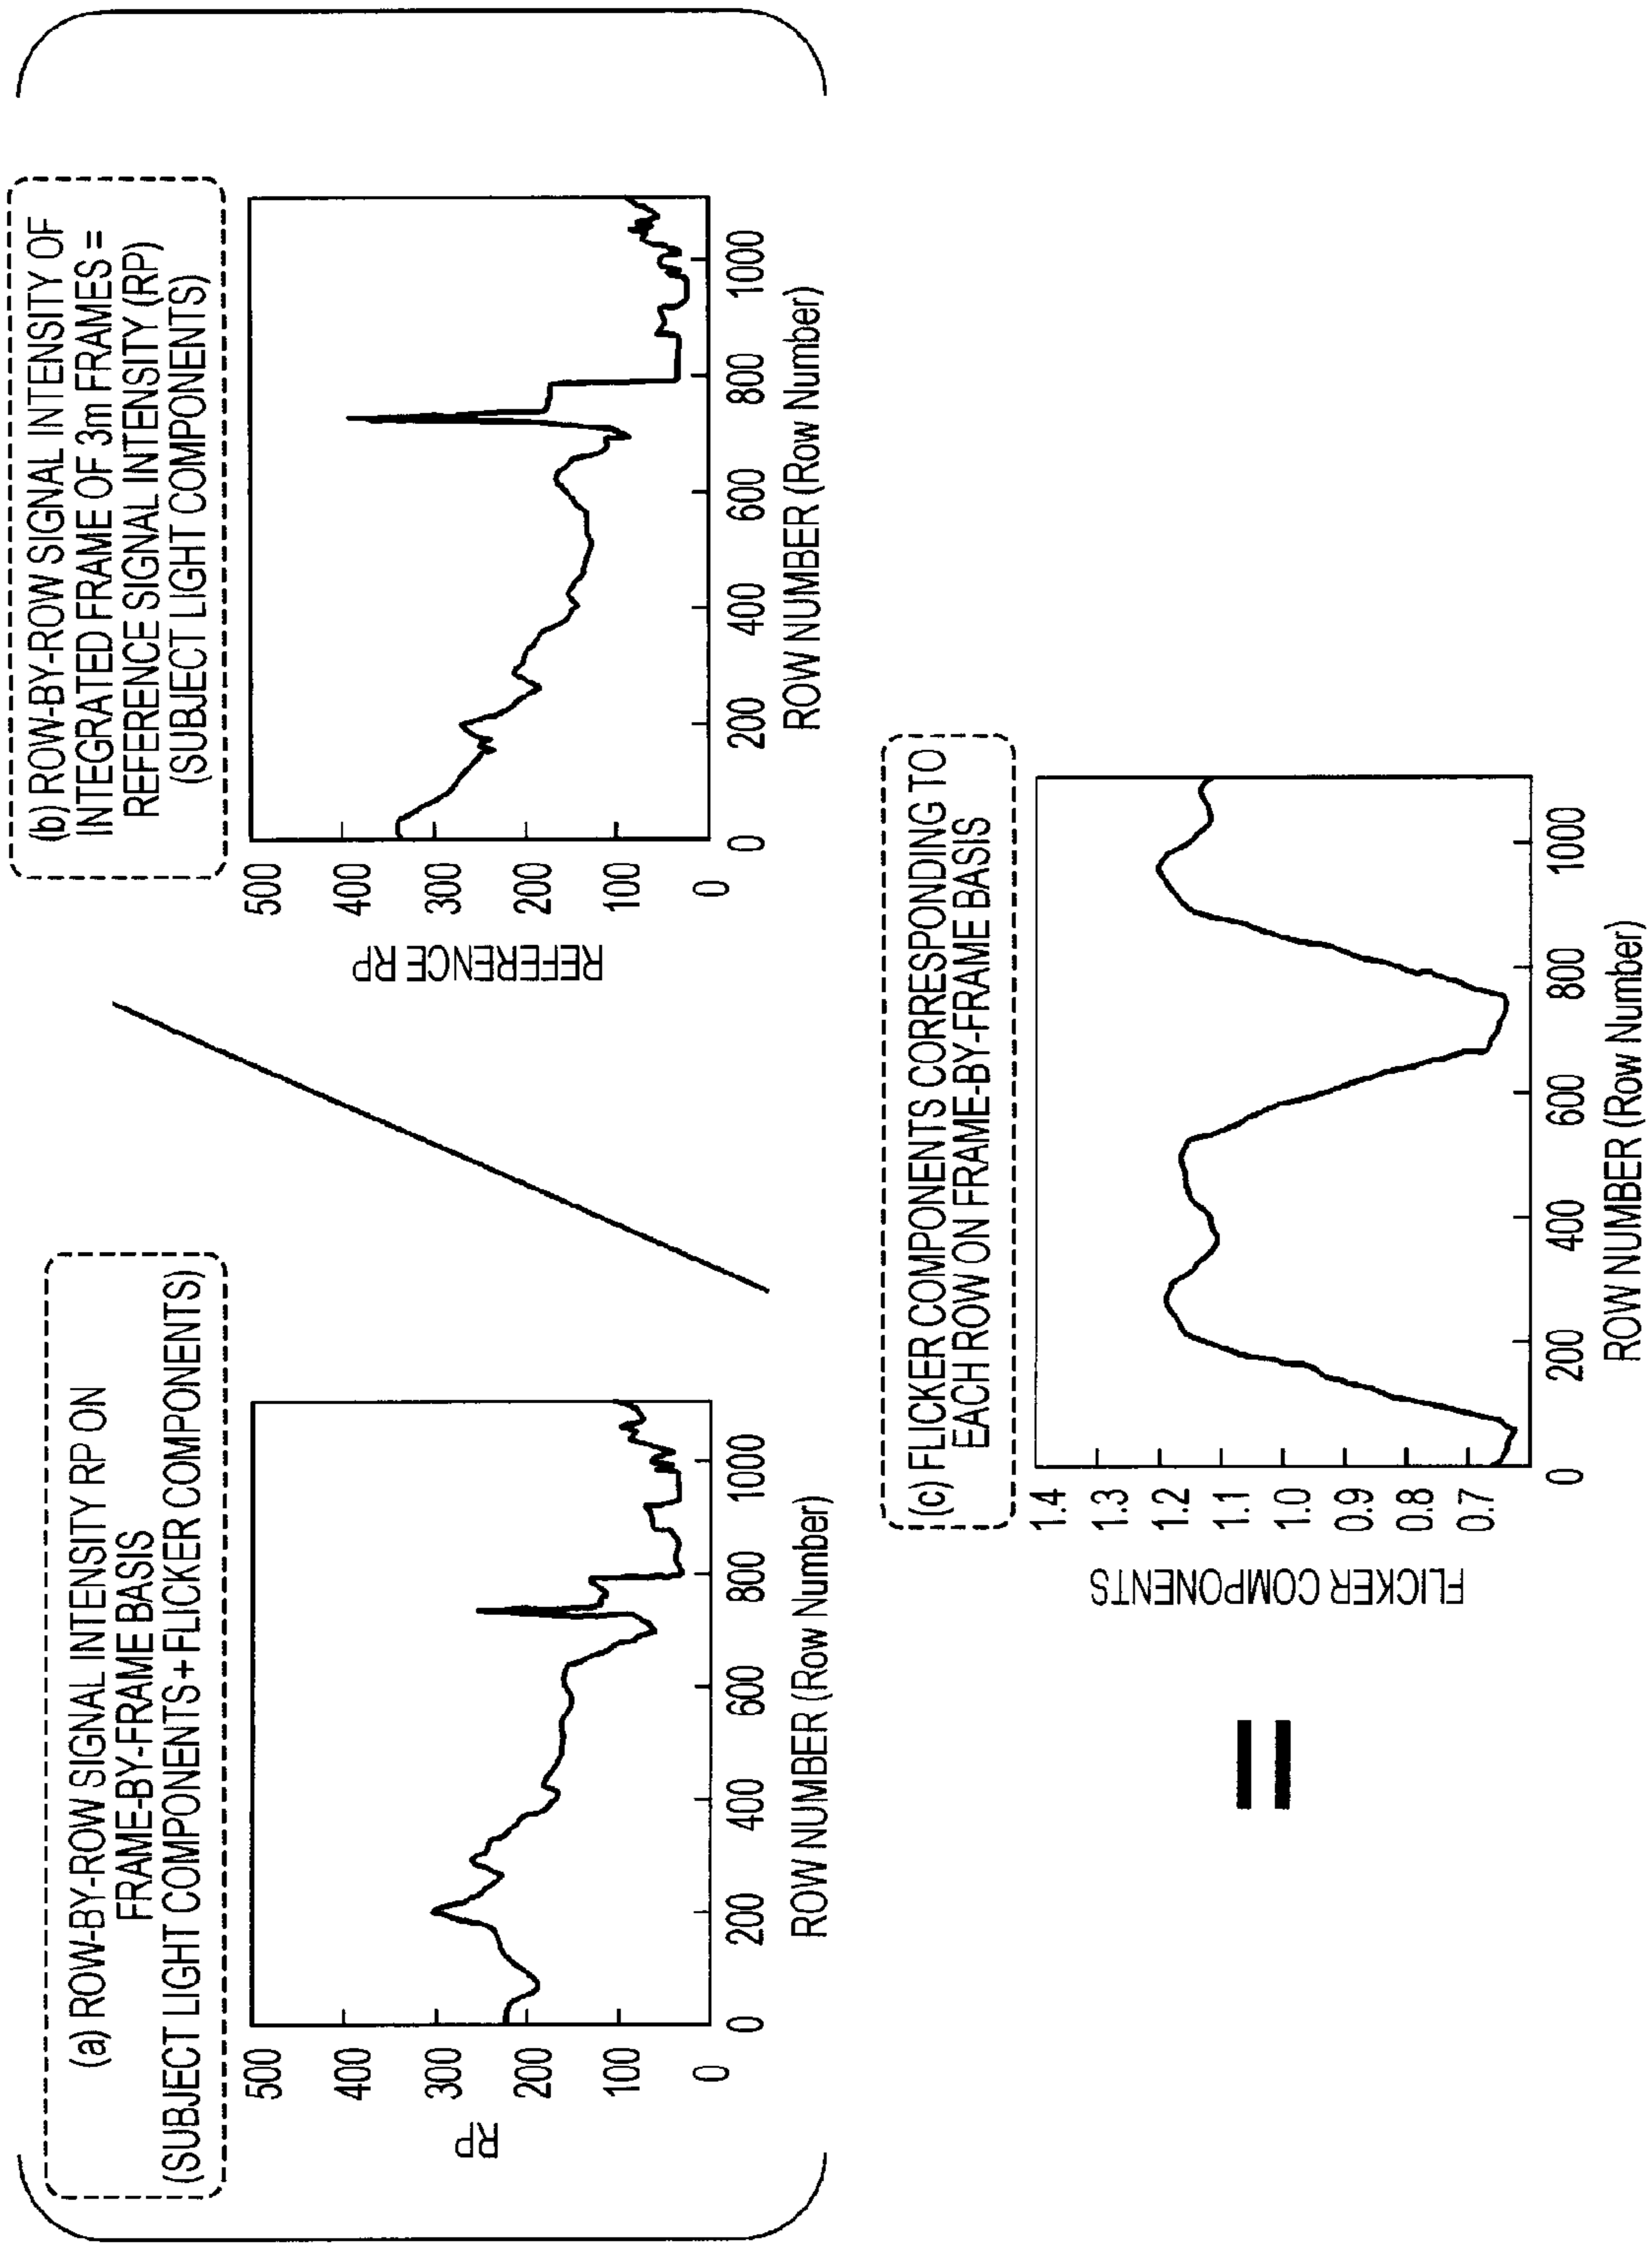 (a) ROW-BY-ROW SIGNAL INTENSITY RP ON
FRAME-BY-FRAME BASIS
(SUBJECT LIGHT COMPONENTS + FLICKER COMPONENTS)
500
400
300
200
100
0
RP
0 200 400 600 800 1000
ROW NUMBER (Row Number)
(b) ROW-BY-ROW SIGNAL INTENSITY OF
INTEGRATED FRAME OF 3m FRAMES =
REFERENCE SIGNAL INTENSITY (RP)
(SUBJECT LIGHT COMPONENTS)
500
400
300
200
100
0
REFERENCE RP
0 200 400 600 800 1000
ROW NUMBER (Row Number)
=
(c) FLICKER COMPONENTS CORRESPONDING TO
EACH ROW ON FRAME-BY-FRAME BASIS
1.4
1.3
1.2
1.1
1.0
0.9
0.8
0.7
FLICKER COMPONENTS
0 200 400 600 800 1000
ROW NUMBER (Row Number)